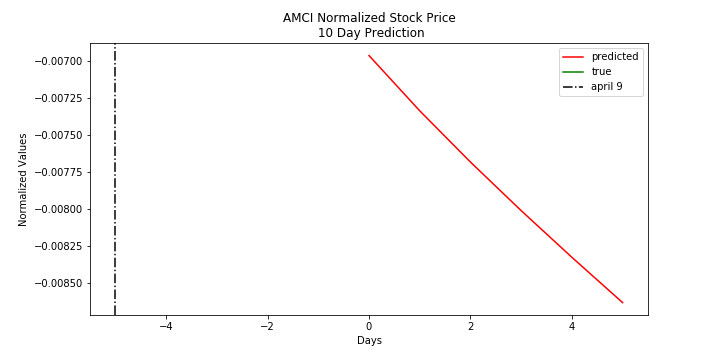 AMCI Normalized Stock Price
10 Day Prediction
Normalized Values
−0.00700
−0.00725
−0.00750
−0.00775
−0.00800
−0.00825
−0.00850
predicted
true
april 9
−4
−2
0
2
4
Days